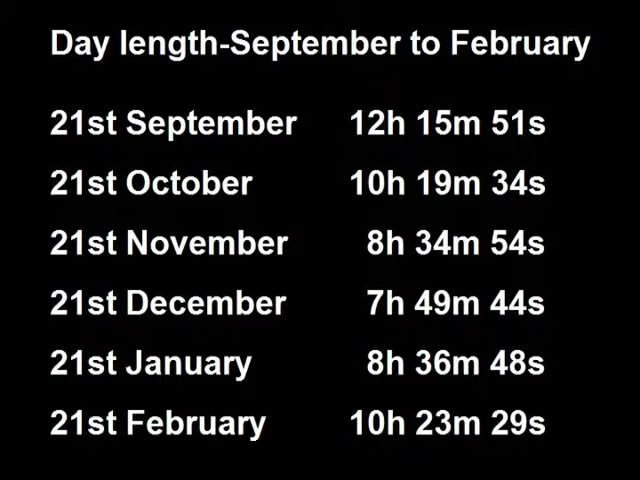 Day length-September to February
21st September 12h 15m 51s
21st October 10h 19m 34s
21st November 8h 34m 54s
21st December 7h 49m 44s
21st January 8h 36m 48s
21st February 10h 23m 29s